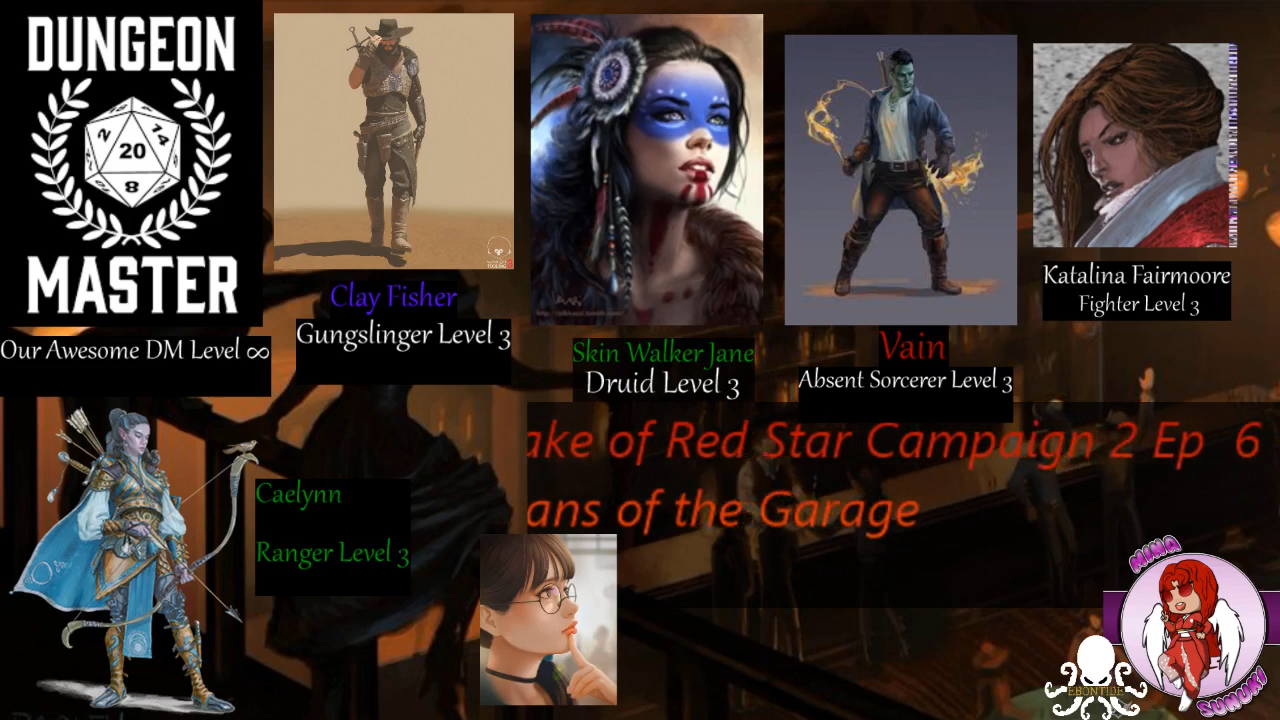 DUNGEON
20
2
14
8
MASTER
Our Awesome DM Level ∞
Clay Fisher
Gungslinger Level 3
Skin Walker Jane
Druid Level 3
Vain
Absent Sorcerer Level 3
Katalina Fairmoore
Fighter Level 3
Caelynn
Ranger Level 3
ake of Red Star Campaign 2 Ep 6
ans of the Garage
EBONTIDE
MINA
SUNUKI